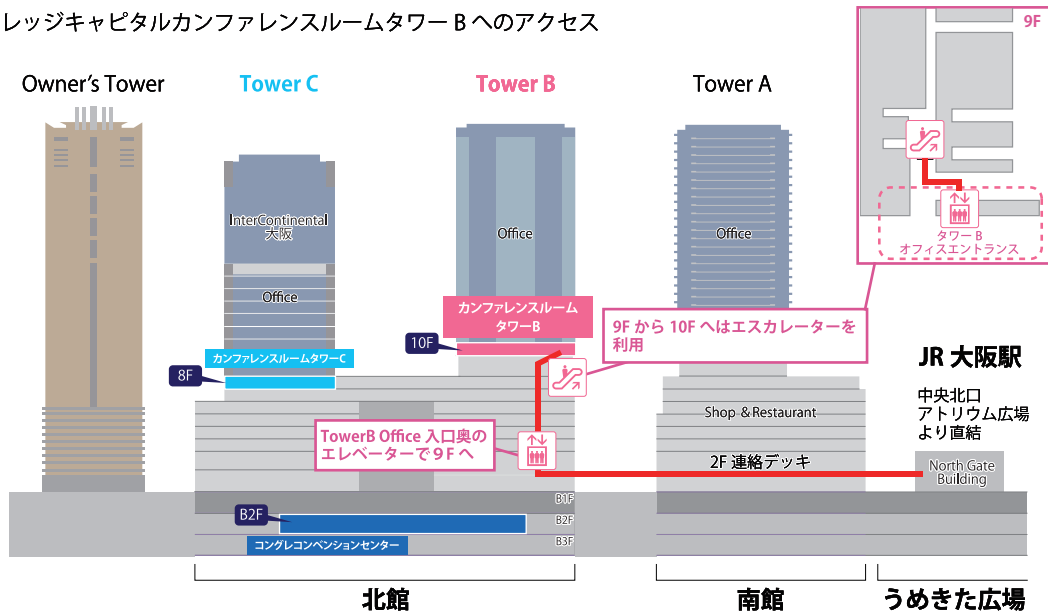 レッジキャピタルカンファレンスルームタワー B へのアクセス
9F
Owner's Tower
Tower C
Tower B
Tower A
タワー B
オフィスエントランス
InterContinental
大阪
Office
Office
Office
カンファレンスルーム
タワーB
9F から 10F へはエスカレーターを
利用
10F
カンファレンスルームタワーC
8F
JR 大阪駅
中央北口
アトリウム広場
より直結
Shop & Restaurant
TowerB Office 入口奥の
エレベーターで 9 F へ
2F 連絡デッキ
North Gate
Building
B1F
B2F
B2F
B3F
コングレコンベンションセンター
北館
南館
うめきた広場